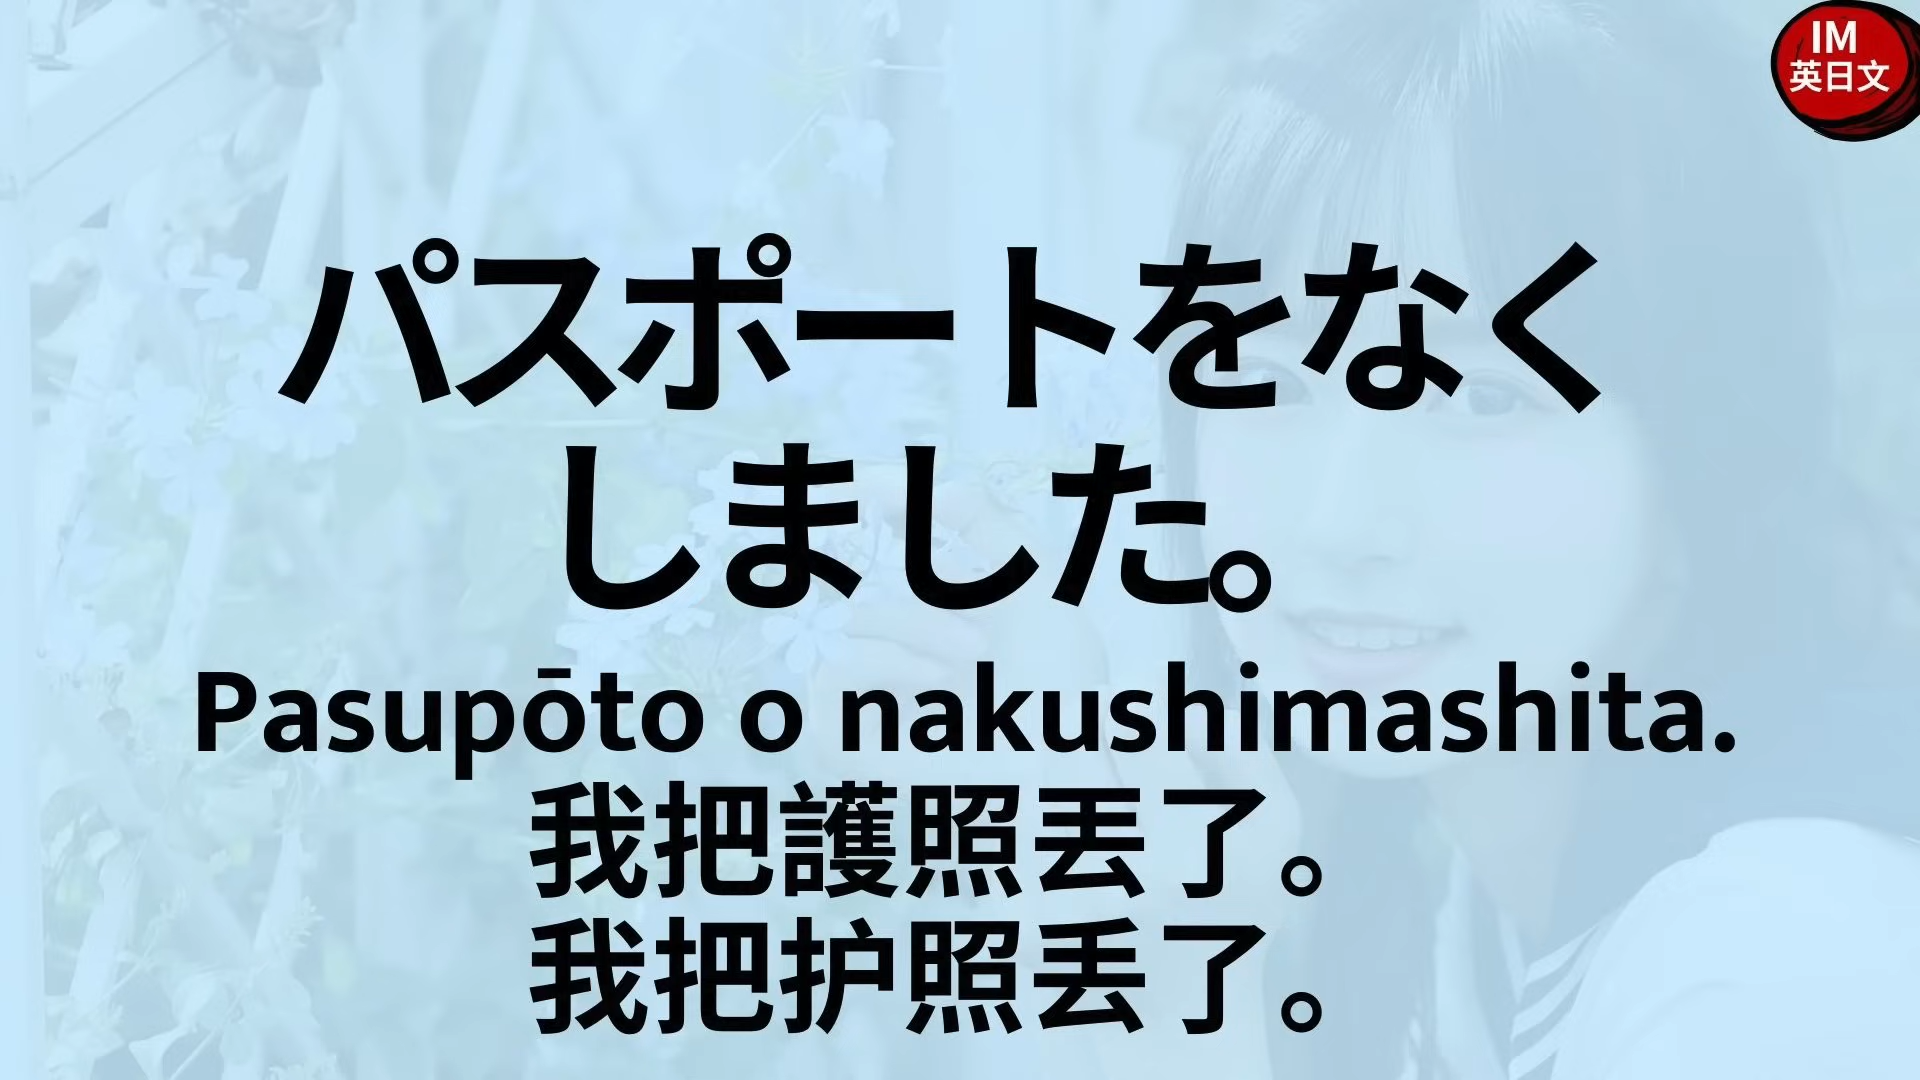 IM
英日文
パスポートをなく
しました。
Pasupōto o nakushimashita.
我把護照丟了。
我把护照丢了。